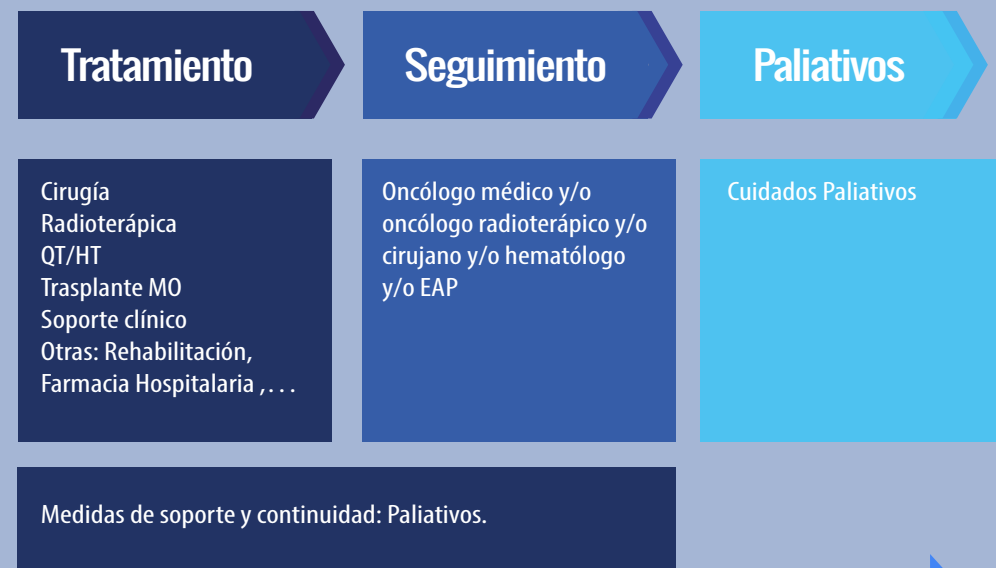 Tratamiento
Seguimiento
Paliativos
Cirugía
Radioterápica
QT/HT
Trasplante MO
Soporte clínico
Otras: Rehabilitación,
Farmacia Hospitalaria ,...
Oncólogo médico y/o
oncólogo radioterápico y/o
cirujano y/o hematólogo
y/o EAP
Cuidados Paliativos
Medidas de soporte y continuidad: Paliativos.